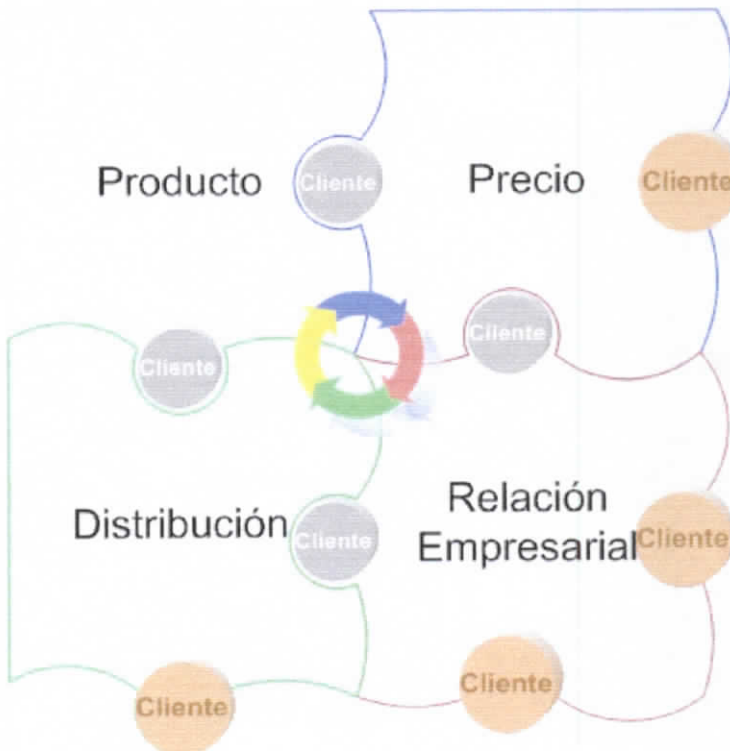 Producto
Cliente
Precio
Cliente
Cliente
Cliente
Distribución
Cliente
Relación
Empresarial
Cliente
Cliente
Cliente